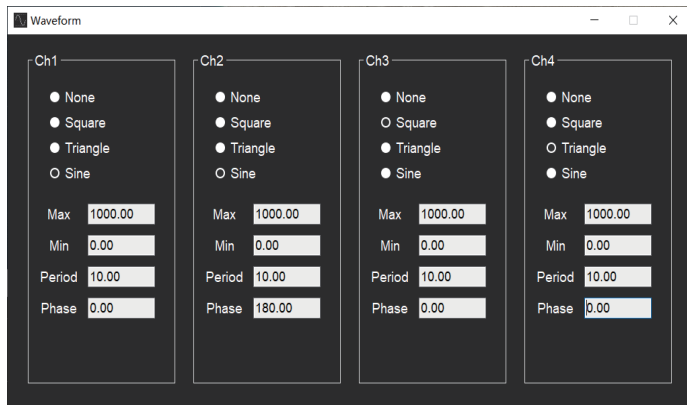 Waveform
Ch1
None
Square
Triangle
Sine
Max 1000.00
Min 0.00
Period 10.00
Phase 0.00
Ch2
None
Square
Triangle
Sine
Max 1000.00
Min 0.00
Period 10.00
Phase 180.00
Ch3
None
Square
Triangle
Sine
Max 1000.00
Min 0.00
Period 10.00
Phase 0.00
Ch4
None
Square
Triangle
Sine
Max 1000.00
Min 0.00
Period 10.00
Phase 0.00